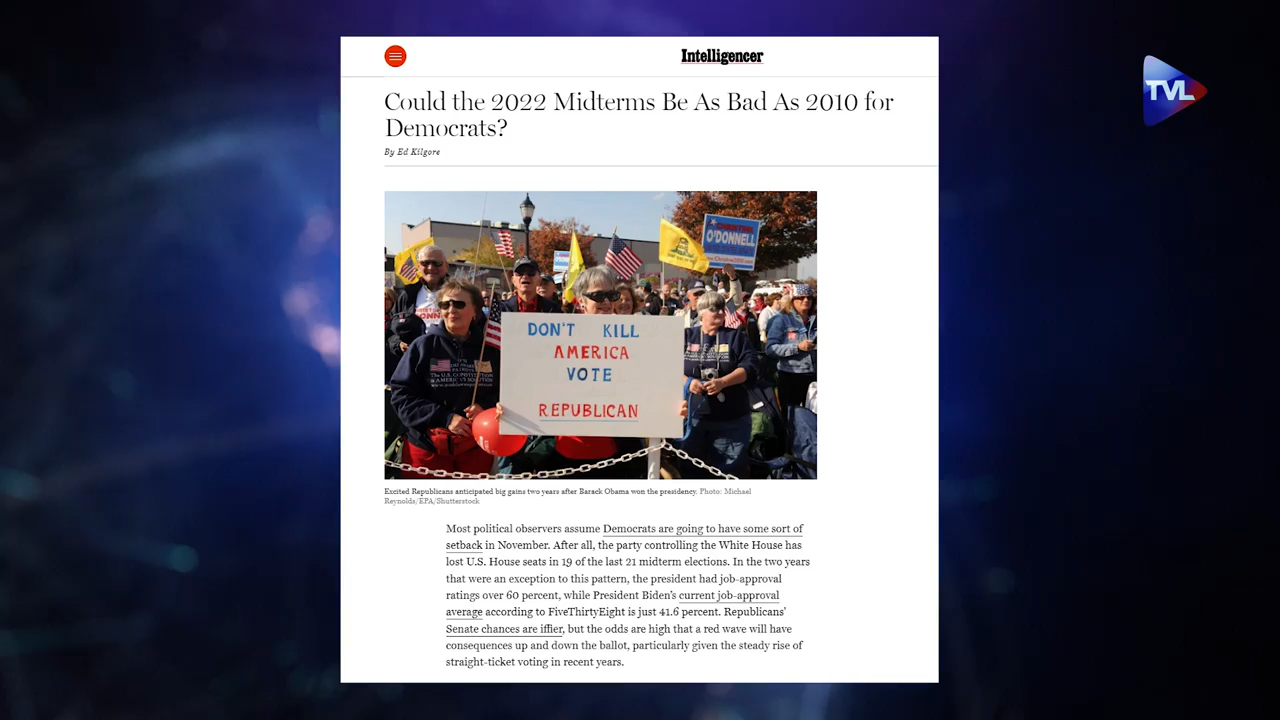 Intelligencer
TVL
Could the 2022 Midterms Be As Bad As 2010 for
Democrats?
By Ed Kilgore
O'DONNELL
DON'T KILL
AMERICA
VOTE
REPUBLICAN
Excited Republicans anticipated big gains two years after Barack Obama won the presidency. Photo: Michael
Reynolds/EPA/Shutterstock
Most political observers assume Democrats are going to have some sort of
setback in November. After all, the party controlling the White House has
lost U.S. House seats in 19 of the last 21 midterm elections. In the two years
that were an exception to this pattern, the president had job-approval
ratings over 60 percent, while President Biden's current job-approval
average according to FiveThirtyEight is just 41.6 percent. Republicans'
Senate chances are iffier, but the odds are high that a red wave will have
consequences up and down the ballot, particularly given the steady rise of
straight-ticket voting in recent years.